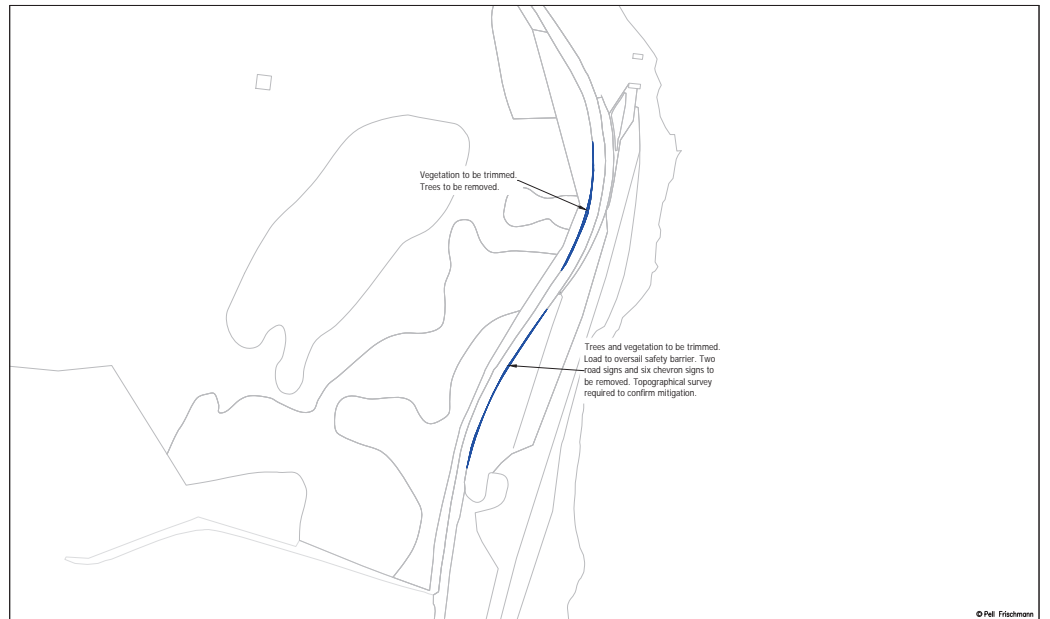 Vegetation to be trimmed.
Trees to be removed.
Trees and vegetation to be trimmed.
Load to oversail safety barrier. Two
road signs and six chevron signs to
be removed. Topographical survey
required to confirm mitigation.
© Pell Frischmann